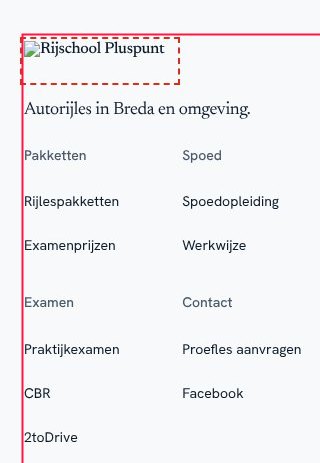 Rijschool Pluspunt
Autorijles in Breda en omgeving.
Pakketten
Rijlespakketten
Examenprijzen
Spoed
Spoedopleiding
Werkwijze
Examen
Praktijkexamen
CBR
2toDrive
Contact
Proefles aanvragen
Facebook